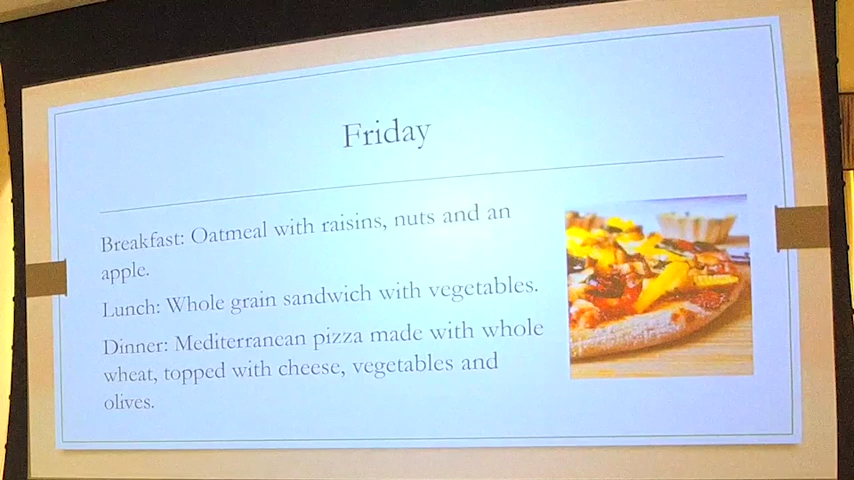 Friday
Breakfast: Oatmeal with raisins, nuts and an
apple.
Lunch: Whole grain sandwich with vegetables.
Dinner: Mediterranean pizza made with whole
wheat, topped with cheese, vegetables and
olives.